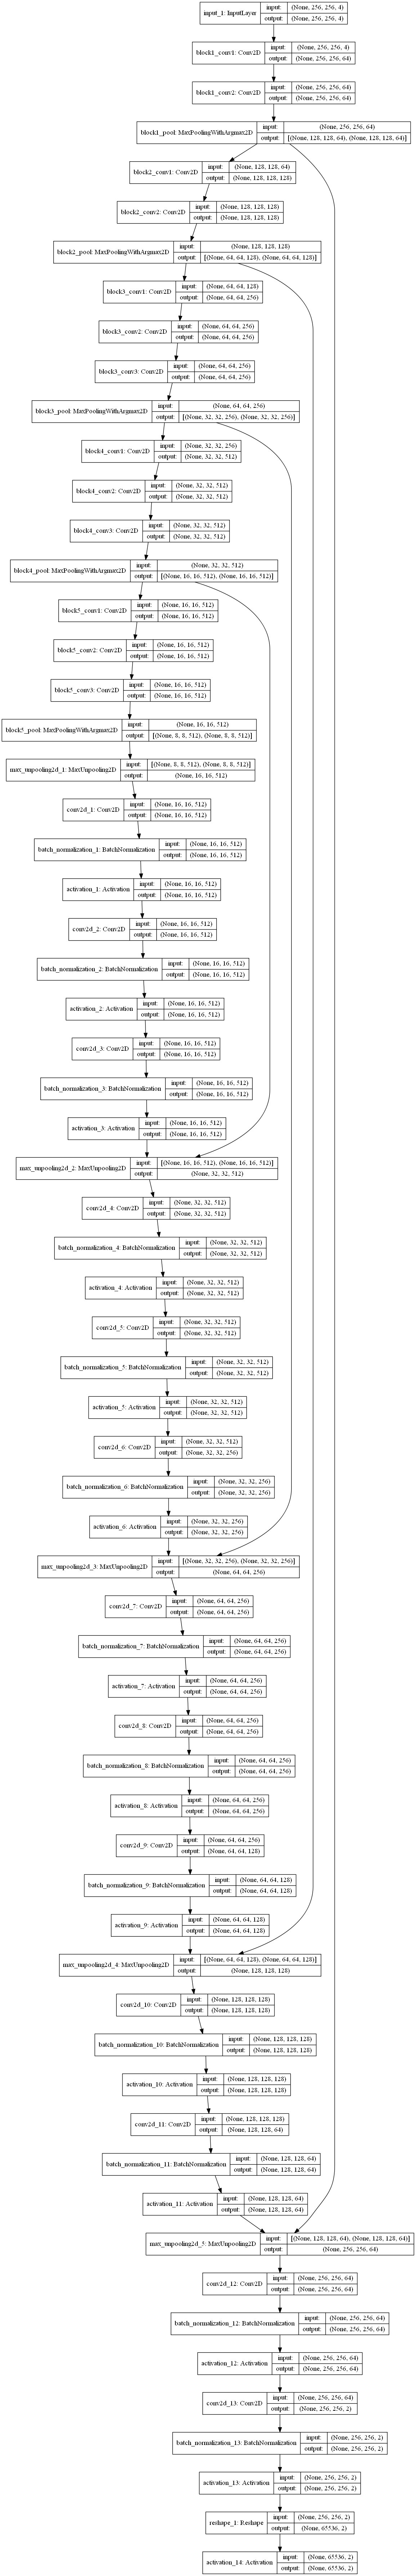 input_1: InputLayer
input: (None, 256, 256, 4)
output: (None, 256, 256, 4)
block1_conv1: Conv2D
input: (None, 256, 256, 4)
output: (None, 256, 256, 64)
block1_conv2: Conv2D
input: (None, 256, 256, 64)
output: (None, 256, 256, 64)
block1_pool: MaxPoolingWithArgmax2D
input: (None, 256, 256, 64)
output: [(None, 128, 128, 64), (None, 128, 128, 64)]
block2_conv1: Conv2D
input: (None, 128, 128, 64)
output: (None, 128, 128, 128)
block2_conv2: Conv2D
input: (None, 128, 128, 128)
output: (None, 128, 128, 128)
block2_pool: MaxPoolingWithArgmax2D
input: (None, 128, 128, 128)
output: [(None, 64, 64, 128), (None, 64, 64, 128)]
block3_conv1: Conv2D
input: (None, 64, 64, 128)
output: (None, 64, 64, 256)
block3_conv2: Conv2D
input: (None, 64, 64, 256)
output: (None, 64, 64, 256)
block3_conv3: Conv2D
input: (None, 64, 64, 256)
output: (None, 64, 64, 256)
block3_pool: MaxPoolingWithArgmax2D
input: (None, 64, 64, 256)
output: [(None, 32, 32, 256), (None, 32, 32, 256)]
block4_conv1: Conv2D
input: (None, 32, 32, 256)
output: (None, 32, 32, 512)
block4_conv2: Conv2D
input: (None, 32, 32, 512)
output: (None, 32, 32, 512)
block4_conv3: Conv2D
input: (None, 32, 32, 512)
output: (None, 32, 32, 512)
block4_pool: MaxPoolingWithArgmax2D
input: (None, 32, 32, 512)
output: [(None, 16, 16, 512), (None, 16, 16, 512)]
block5_conv1: Conv2D
input: (None, 16, 16, 512)
output: (None, 16, 16, 512)
block5_conv2: Conv2D
input: (None, 16, 16, 512)
output: (None, 16, 16, 512)
block5_conv3: Conv2D
input: (None, 16, 16, 512)
output: (None, 16, 16, 512)
block5_pool: MaxPoolingWithArgmax2D
input: (None, 16, 16, 512)
output: [(None, 8, 8, 512), (None, 8, 8, 512)]
max_unpooling2d_1: MaxUnpooling2D
input: [(None, 8, 8, 512), (None, 8, 8, 512)]
output: (None, 16, 16, 512)
conv2d_1: Conv2D
input: (None, 16, 16, 512)
output: (None, 16, 16, 512)
batch_normalization_1: BatchNormalization
input: (None, 16, 16, 512)
output: (None, 16, 16, 512)
activation_1: Activation
input: (None, 16, 16, 512)
output: (None, 16, 16, 512)
conv2d_2: Conv2D
input: (None, 16, 16, 512)
output: (None, 16, 16, 512)
batch_normalization_2: BatchNormalization
input: (None, 16, 16, 512)
output: (None, 16, 16, 512)
activation_2: Activation
input: (None, 16, 16, 512)
output: (None, 16, 16, 512)
conv2d_3: Conv2D
input: (None, 16, 16, 512)
output: (None, 16, 16, 512)
batch_normalization_3: BatchNormalization
input: (None, 16, 16, 512)
output: (None, 16, 16, 512)
activation_3: Activation
input: (None, 16, 16, 512)
output: (None, 16, 16, 512)
max_unpooling2d_2: MaxUnpooling2D
input: [(None, 16, 16, 512), (None, 16, 16, 512)]
output: (None, 32, 32, 512)
conv2d_4: Conv2D
input: (None, 32, 32, 512)
output: (None, 32, 32, 512)
batch_normalization_4: BatchNormalization
input: (None, 32, 32, 512)
output: (None, 32, 32, 512)
activation_4: Activation
input: (None, 32, 32, 512)
output: (None, 32, 32, 512)
conv2d_5: Conv2D
input: (None, 32, 32, 512)
output: (None, 32, 32, 512)
batch_normalization_5: BatchNormalization
input: (None, 32, 32, 512)
output: (None, 32, 32, 512)
activation_5: Activation
input: (None, 32, 32, 512)
output: (None, 32, 32, 512)
conv2d_6: Conv2D
input: (None, 32, 32, 512)
output: (None, 32, 32, 256)
batch_normalization_6: BatchNormalization
input: (None, 32, 32, 256)
output: (None, 32, 32, 256)
activation_6: Activation
input: (None, 32, 32, 256)
output: (None, 32, 32, 256)
max_unpooling2d_3: MaxUnpooling2D
input: [(None, 32, 32, 256), (None, 32, 32, 256)]
output: (None, 64, 64, 256)
conv2d_7: Conv2D
input: (None, 64, 64, 256)
output: (None, 64, 64, 256)
batch_normalization_7: BatchNormalization
input: (None, 64, 64, 256)
output: (None, 64, 64, 256)
activation_7: Activation
input: (None, 64, 64, 256)
output: (None, 64, 64, 256)
conv2d_8: Conv2D
input: (None, 64, 64, 256)
output: (None, 64, 64, 256)
batch_normalization_8: BatchNormalization
input: (None, 64, 64, 256)
output: (None, 64, 64, 256)
activation_8: Activation
input: (None, 64, 64, 256)
output: (None, 64, 64, 256)
conv2d_9: Conv2D
input: (None, 64, 64, 256)
output: (None, 64, 64, 128)
batch_normalization_9: BatchNormalization
input: (None, 64, 64, 128)
output: (None, 64, 64, 128)
activation_9: Activation
input: (None, 64, 64, 128)
output: (None, 64, 64, 128)
max_unpooling2d_4: MaxUnpooling2D
input: [(None, 64, 64, 128), (None, 64, 64, 128)]
output: (None, 128, 128, 128)
conv2d_10: Conv2D
input: (None, 128, 128, 128)
output: (None, 128, 128, 128)
batch_normalization_10: BatchNormalization
input: (None, 128, 128, 128)
output: (None, 128, 128, 128)
activation_10: Activation
input: (None, 128, 128, 128)
output: (None, 128, 128, 128)
conv2d_11: Conv2D
input: (None, 128, 128, 128)
output: (None, 128, 128, 64)
batch_normalization_11: BatchNormalization
input: (None, 128, 128, 64)
output: (None, 128, 128, 64)
activation_11: Activation
input: (None, 128, 128, 64)
output: (None, 128, 128, 64)
max_unpooling2d_5: MaxUnpooling2D
input: [(None, 128, 128, 64), (None, 128, 128, 64)]
output: (None, 256, 256, 64)
conv2d_12: Conv2D
input: (None, 256, 256, 64)
output: (None, 256, 256, 64)
batch_normalization_12: BatchNormalization
input: (None, 256, 256, 64)
output: (None, 256, 256, 64)
activation_12: Activation
input: (None, 256, 256, 64)
output: (None, 256, 256, 64)
conv2d_13: Conv2D
input: (None, 256, 256, 64)
output: (None, 256, 256, 2)
batch_normalization_13: BatchNormalization
input: (None, 256, 256, 2)
output: (None, 256, 256, 2)
activation_13: Activation
input: (None, 256, 256, 2)
output: (None, 256, 256, 2)
reshape_1: Reshape
input: (None, 256, 256, 2)
output: (None, 65536, 2)
activation_14: Activation
input: (None, 65536, 2)
output: (None, 65536, 2)